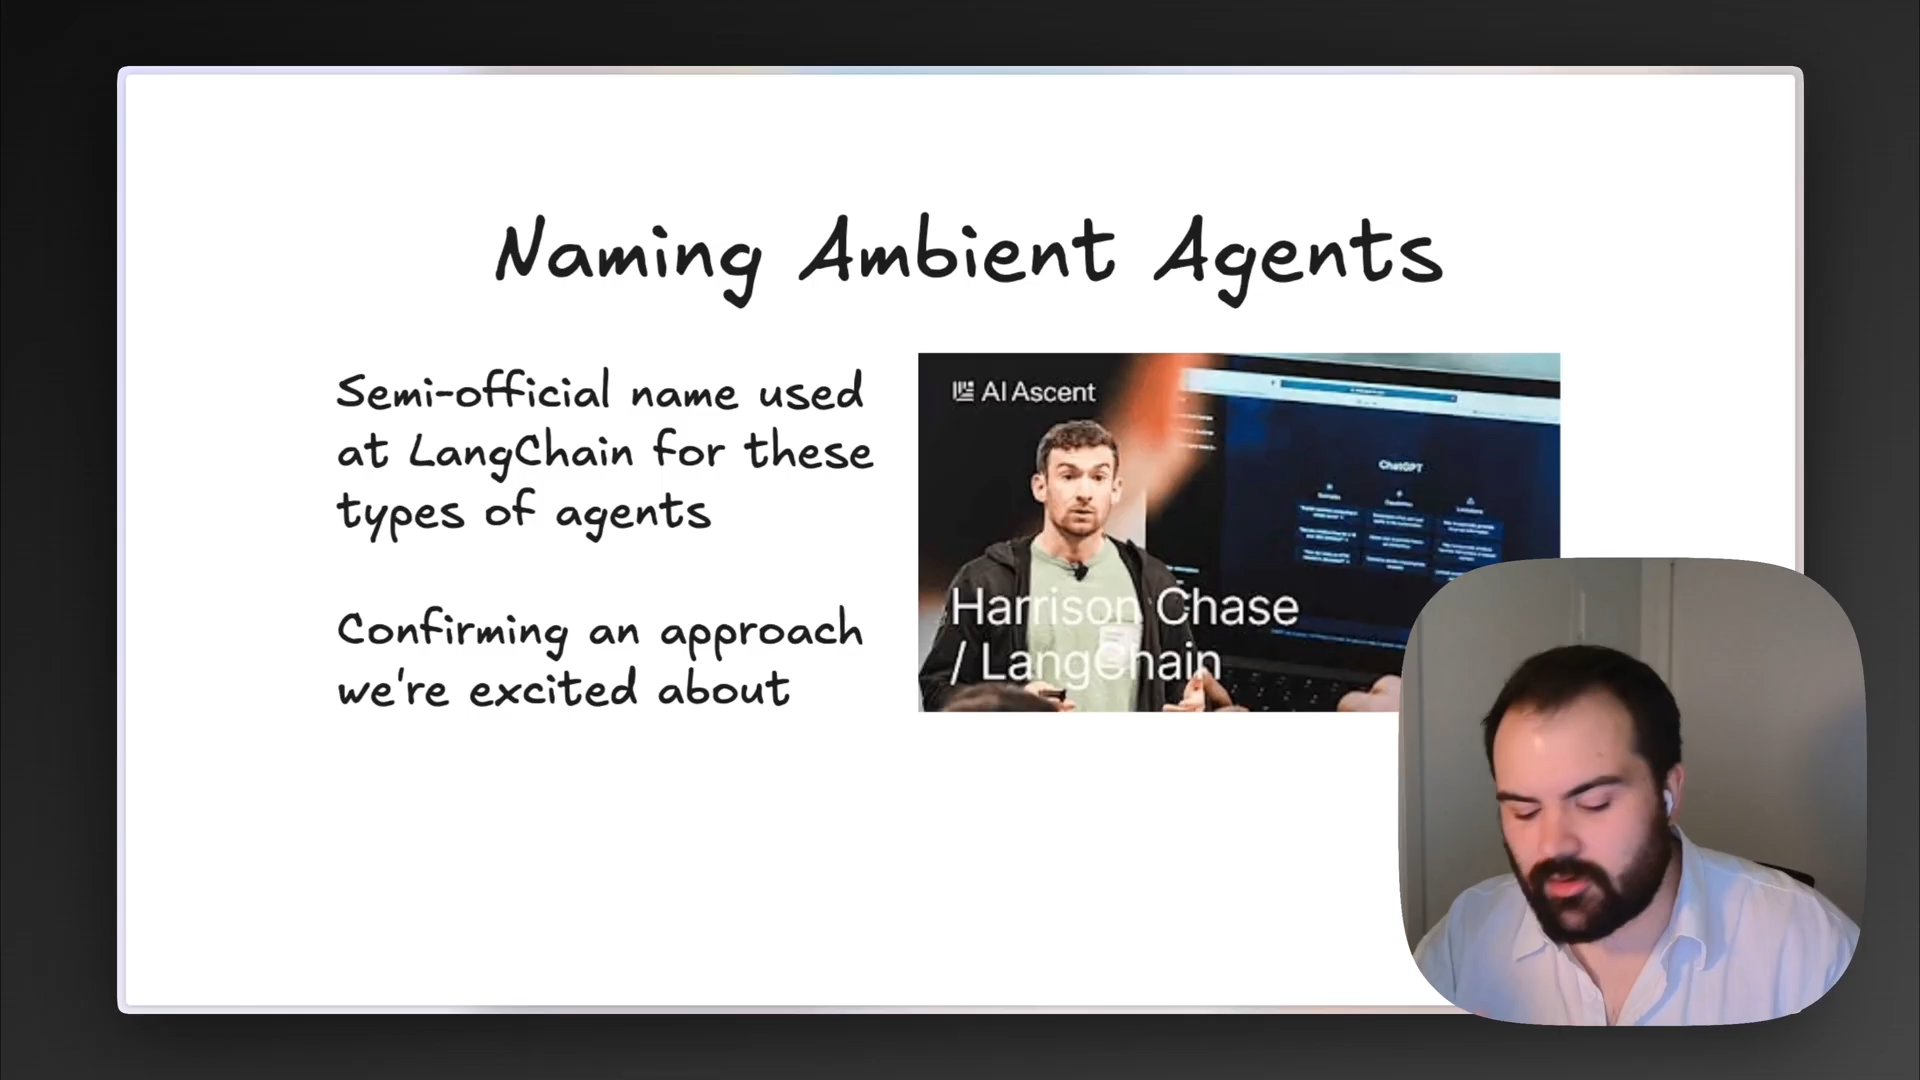 Naming Ambient Agents
Semi-official name used
at LangChain for these
types of agents
Confirming an approach
we're excited about
AI Ascent
ChatGPT
Harrison Chase
/ LangChain